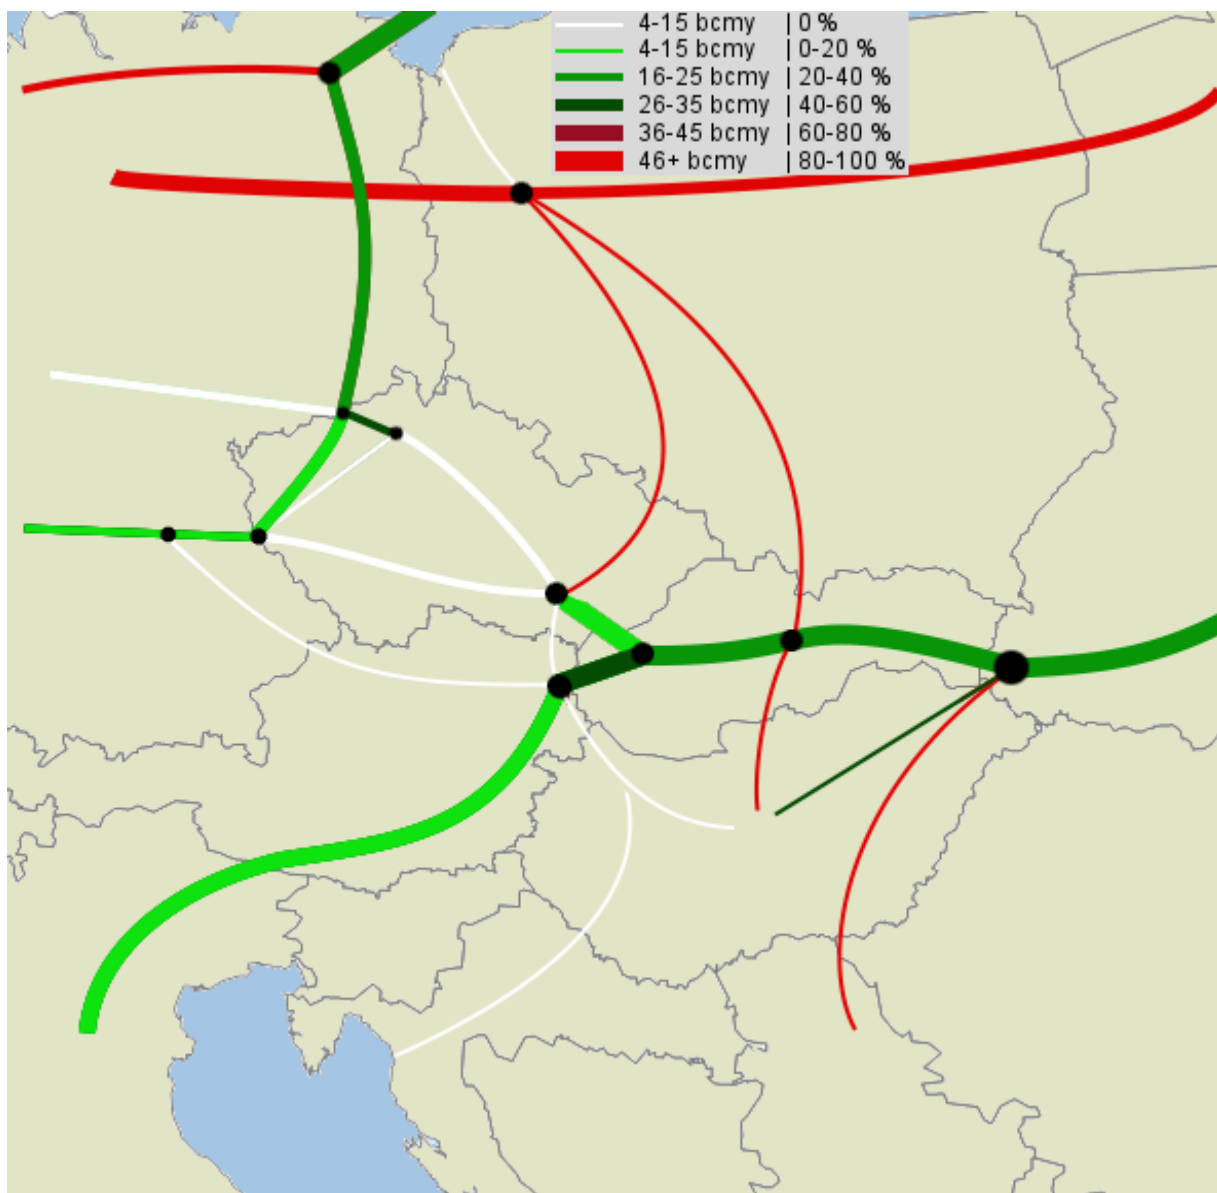 4-15 bcmy | 0 %
4-15 bcmy | 0-20 %
16-25 bcmy | 20-40 %
26-35 bcmy | 40-60 %
36-45 bcmy | 60-80 %
46+ bcmy | 80-100 %